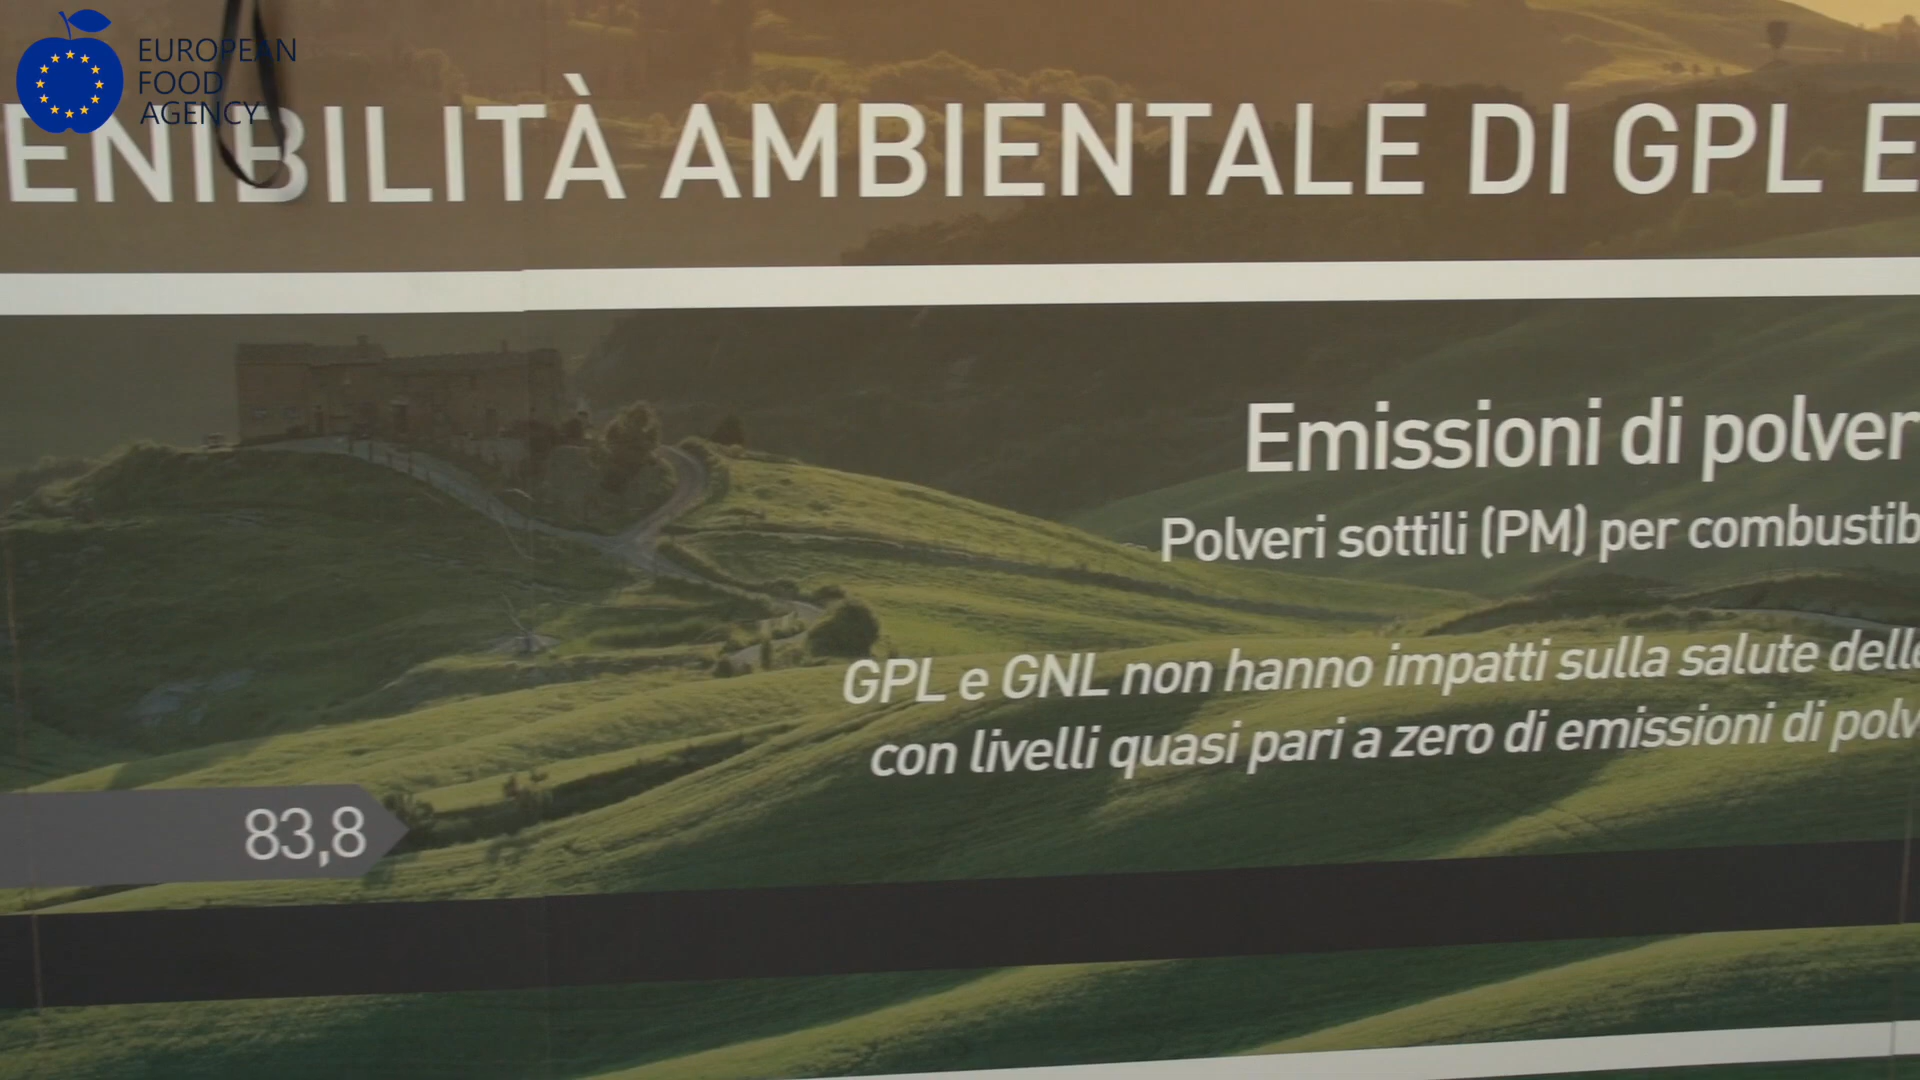 EUROPEAN
FOOD
AGENCY
ENIBILITÀ AMBIENTALE DI GPL E
Emissioni di polver
Polveri sottili (PM) per combustib
GPL e GNL non hanno impatti sulla salute delle
con livelli quasi pari a zero di emissioni di polv
83,8